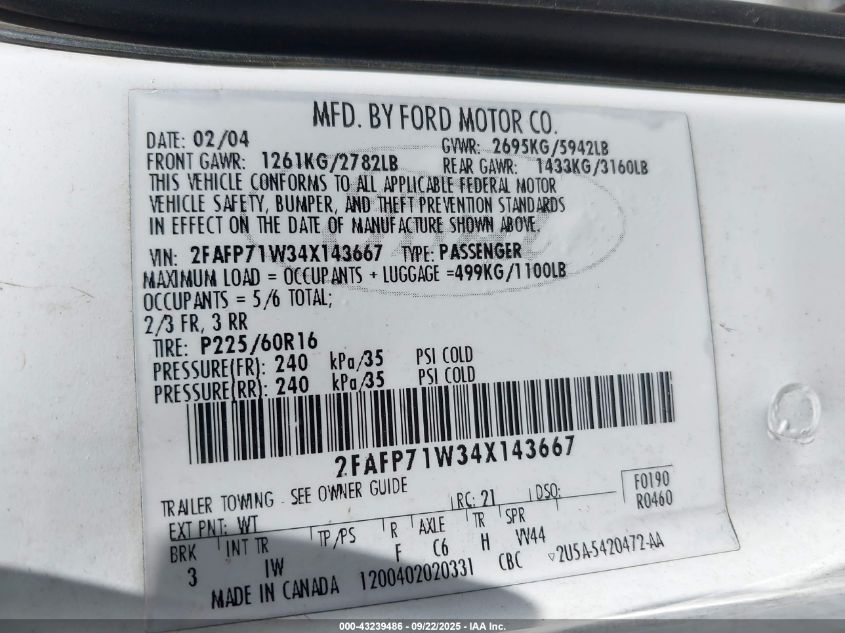 MFD. BY FORD MOTOR CO.
DATE: 02/04 GVWR: 2695KG/5942LB
FRONT GAWR: 1261KG/2782LB REAR GAWR: 1433KG/3160LB
THIS VEHICLE CONFORMS TO ALL APPLICABLE FEDERAL MOTOR
VEHICLE SAFETY, BUMPER, AND THEFT PREVENTION STANDARDS
IN EFFECT ON THE DATE OF MANUFACTURE SHOWN ABOVE.
VIN: 2FAFP71W34X143667 TYPE: PASSENGER
MAXIMUM LOAD = OCCUPANTS + LUGGAGE =499KG/1100LB
OCCUPANTS = 5/6 TOTAL;
2/3 FR, 3 RR
TIRE: P225/60R16
PRESSURE(FR): 240 kPa/35 PSI COLD
PRESSURE(RR): 240 kPa/35 PSI COLD
2FAFP71W34X143667
TRAILER TOWING - SEE OWNER GUIDE
EXT PNT: WT RC: 21 DSO: F0190
R0460
BRK INT TR TP/PS R AXLE TR SPR
3 IW F C6 H VV44
MADE IN CANADA 1200402020331 CBC 2U5A-5420472-AA
000-43239486 - 09/22/2025 - IAA Inc.